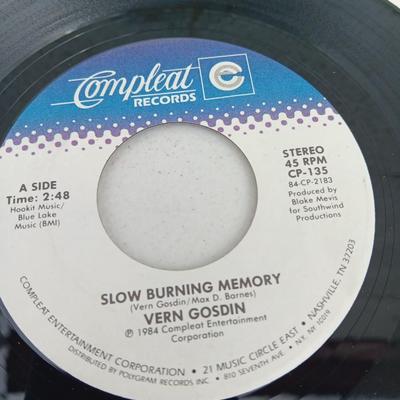 Compleat
RECORDS
C
A SIDE
Time: 2:48
Hookit Music/
Blue Lake
Music (BMI)
STEREO
45 RPM
CP-135
84-CP-2183
Produced by
Blake Mevis
for Southwind
Productions
SLOW BURNING MEMORY
(Vern Gosdin/Max D. Barnes)
VERN GOSDIN
℗ 1984 Compleat Entertainment
Corporation
COMPLEAT ENTERTAINMENT CORPORATION • 21 MUSIC CIRCLE EAST • NASHVILLE, TN 37203
DISTRIBUTED BY POLYGRAM RECORDS INC. • 810 SEVENTH AVE. • NY, NY 10019